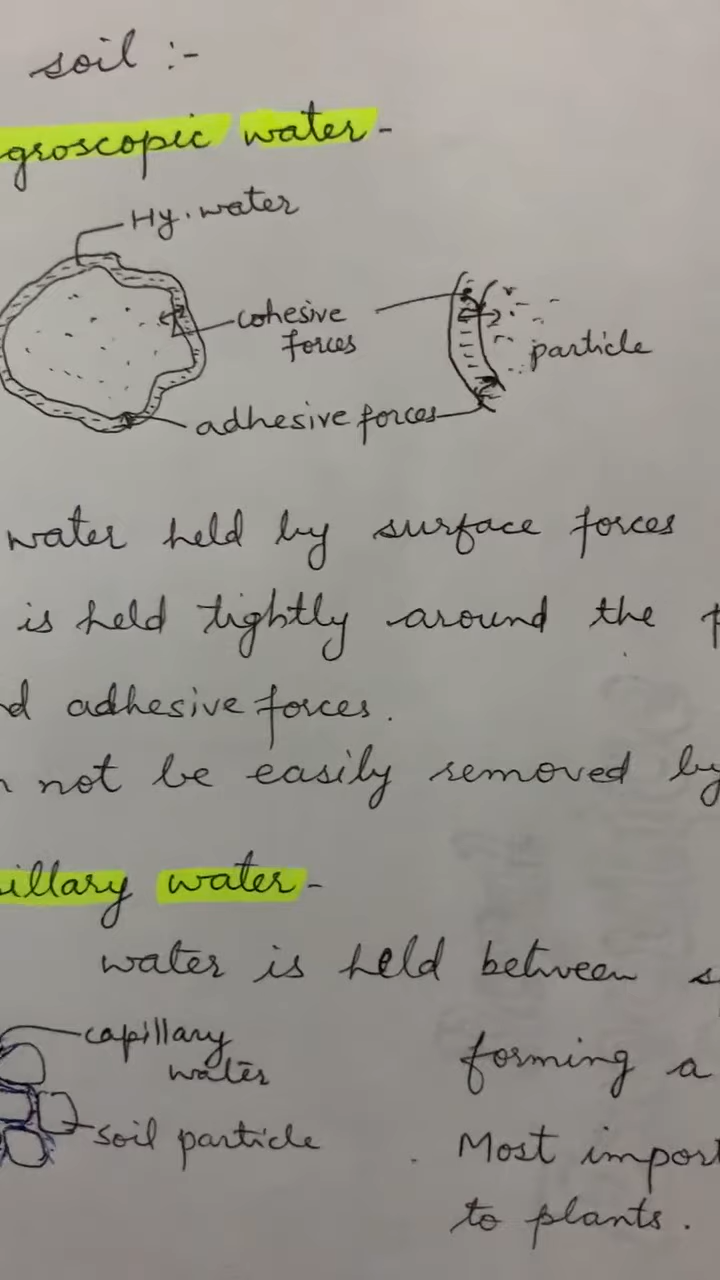 soil :-
groscopic water -
Hy. water
cohesive
forces
particle
adhesive forces
water held by surface forces
is held tightly around the p
nd adhesive forces.
n not be easily removed by
illary water -
water is held between s
capillary
water
forming a
soil particle
Most import
to plants.